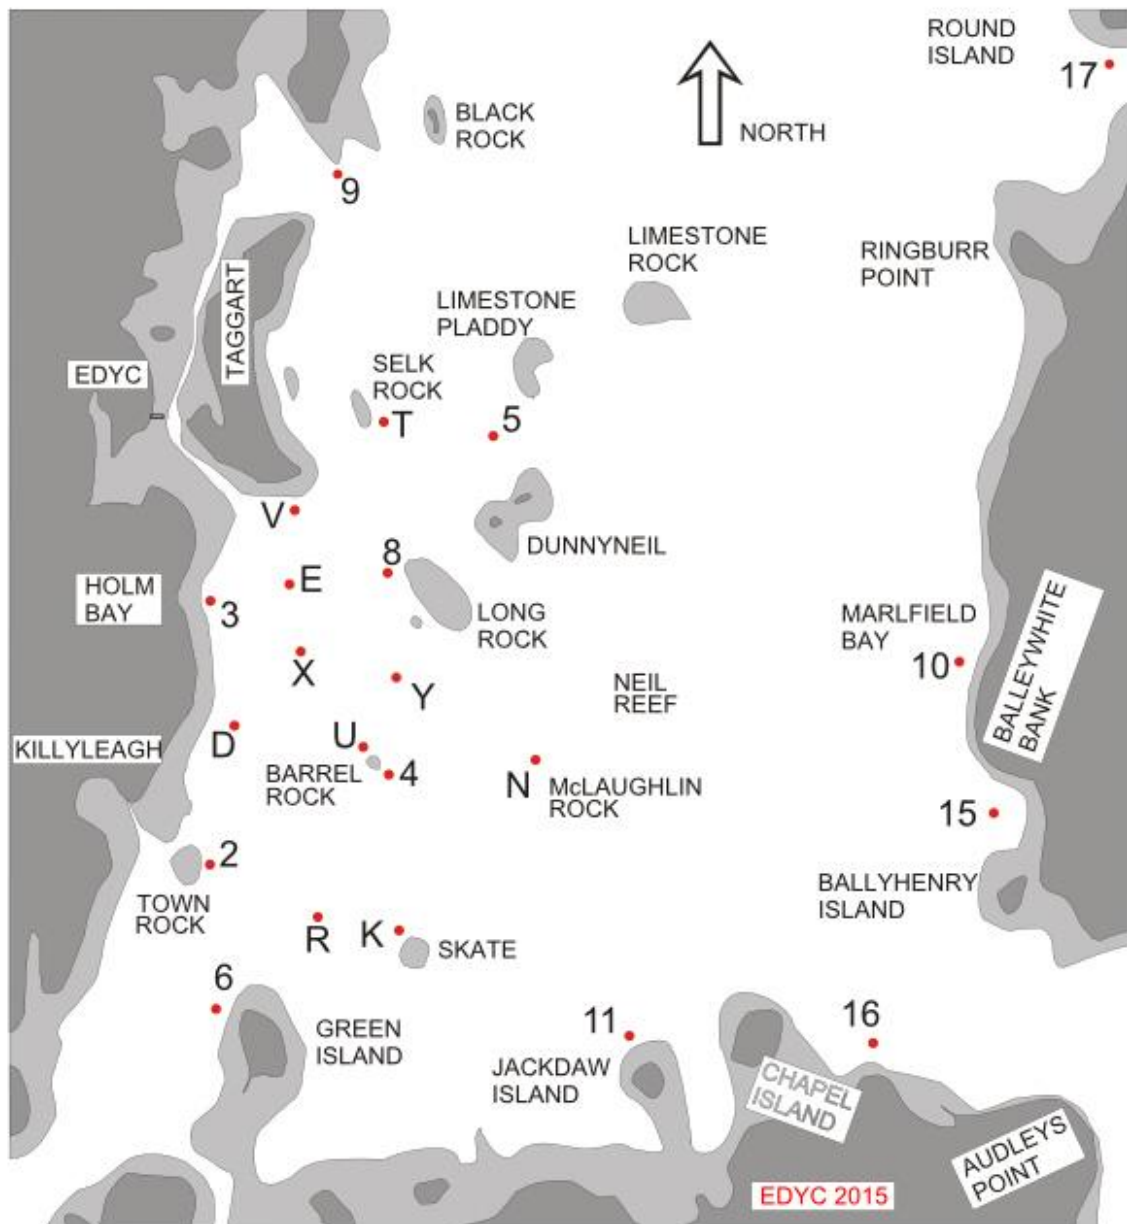 ROUND
ISLAND
17
BLACK
ROCK
NORTH
9
LIMESTONE
ROCK
RINGBURR
POINT
TAGGART
LIMESTONE
PLADDY
EDYC
SELK
ROCK
T
5
V
DUNNYNEIL
8
E
HOLM
BAY
3
LONG
ROCK
MARLFIELD
BAY
10
BALLEYWHITE
BANK
X
Y
NEIL
REEF
D
KILLYLEAGH
U
BARREL
ROCK
4
N
McLAUGHLIN
ROCK
15
2
TOWN
ROCK
BALLYHENRY
ISLAND
R
K
SKATE
6
GREEN
ISLAND
11
JACKDAW
ISLAND
16
CHAPEL
ISLAND
AUDLEYS
POINT
EDYC 2015